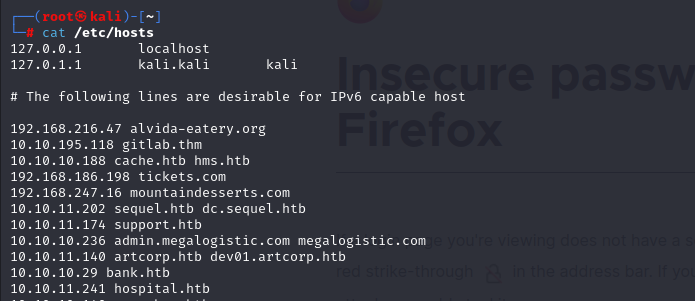 ┌──(root㉿kali)-[~]
└─# cat /etc/hosts
127.0.0.1 localhost
127.0.1.1 kali.kali kali
# The following lines are desirable for IPv6 capable host
192.168.216.47 alvida-eatery.org
10.10.195.118 gitlab.thm
10.10.10.188 cache.htb hms.htb
192.168.186.198 tickets.com
192.168.247.16 mountaindesserts.com
10.10.11.202 sequel.htb dc.sequel.htb
10.10.11.174 support.htb
10.10.10.236 admin.megalogistic.com megalogistic.com
10.10.11.140 artcorp.htb dev01.artcorp.htb
10.10.10.29 bank.htb
10.10.11.241 hospital.htb
Insecure passw
Firefox
you're viewing does not have a s
red strike-through in the address bar. If yo